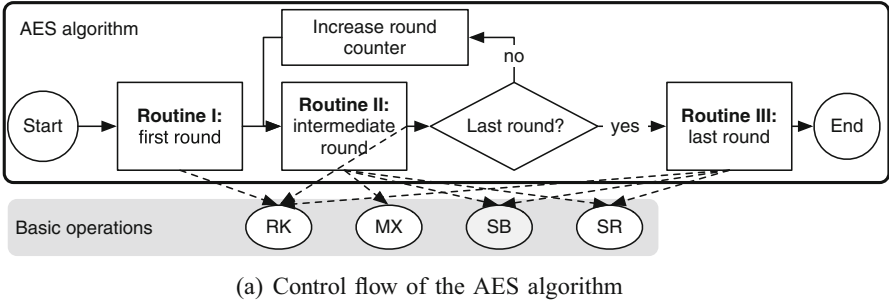 AES algorithm
Increase round
counter
no
Start
Routine I:
first round
Routine II:
intermediate
round
Last round?
yes
Routine III:
last round
End
Basic operations
RK
MX
SB
SR
(a) Control flow of the AES algorithm